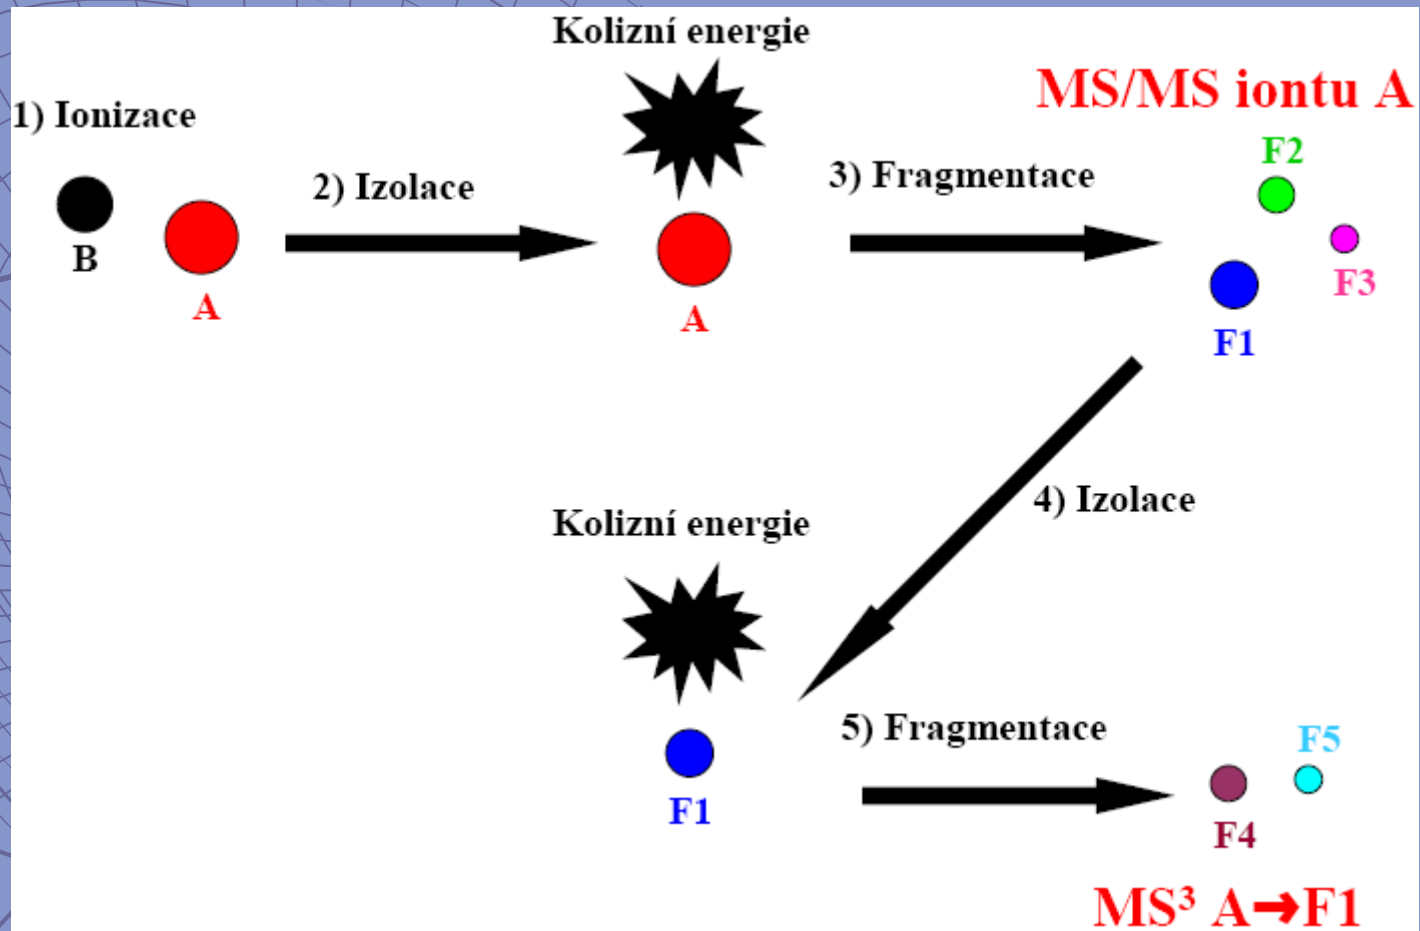 Kolizní energie
MS/MS iontu A
1) Ionizace
F2
2) Izolace
3) Fragmentace
B
A
A
F3
F1
4) Izolace
Kolizní energie
5) Fragmentace
F5
F1
F4
MS³ A→F1